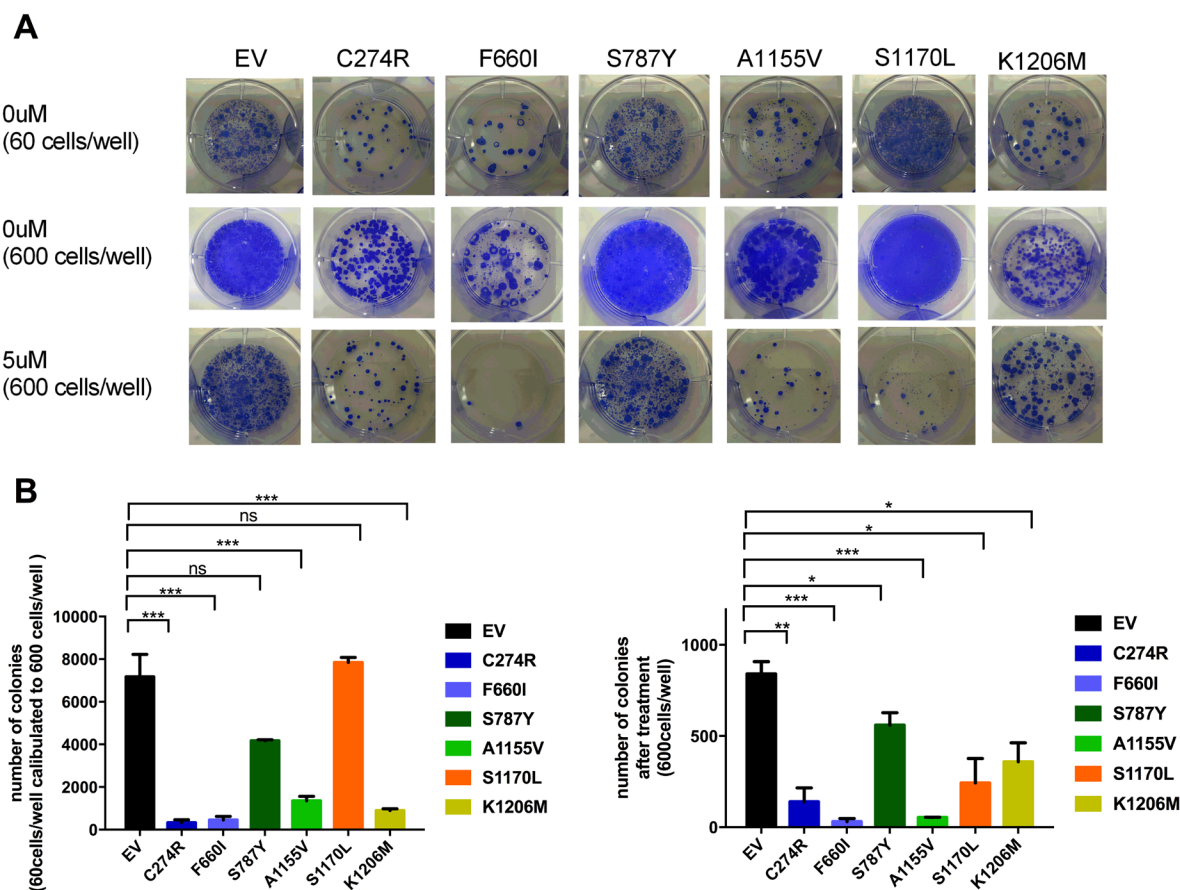 A
EV C274R F660I S787Y A1155V S1170L K1206M
0uM
(60 cells/well)
0uM
(600 cells/well)
5uM
(600 cells/well)
B
***
ns
***
ns
***
***
number of colonies
(60cells/well calibulated to 600 cells/well )
10000
8000
6000
4000
2000
0
EV
C274R
F660I
S787Y
A1155V
S1170L
K1206M
EV
C274R
F660I
S787Y
A1155V
S1170L
K1206M
*
*
***
*
***
**
number of colonies
after treatment
(600cells/well)
1000
500
0
EV
C274R
F660I
S787Y
A1155V
S1170L
K1206M
EV
C274R
F660I
S787Y
A1155V
S1170L
K1206M